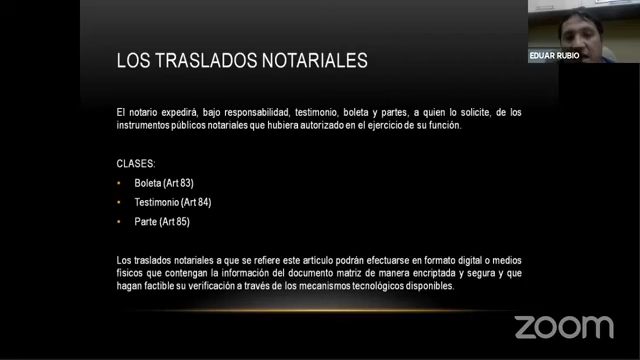 LOS TRASLADOS NOTARIALES
EDUAR RUBIO
El notario expedirá, bajo responsabilidad, testimonio, boleta y partes, a quien lo solicite, de los
instrumentos públicos notariales que hubiera autorizado en el ejercicio de su función.
CLASES:
• Boleta (Art 83)
• Testimonio (Art 84)
• Parte (Art 85)
Los traslados notariales a que se refiere este articulo podrán efectuarse en formato digital o medios
físicos que contengan la información del documento matriz de manera encriptada y segura y que
hagan factible su verificación a través de los mecanismos tecnológicos disponibles.
zoom